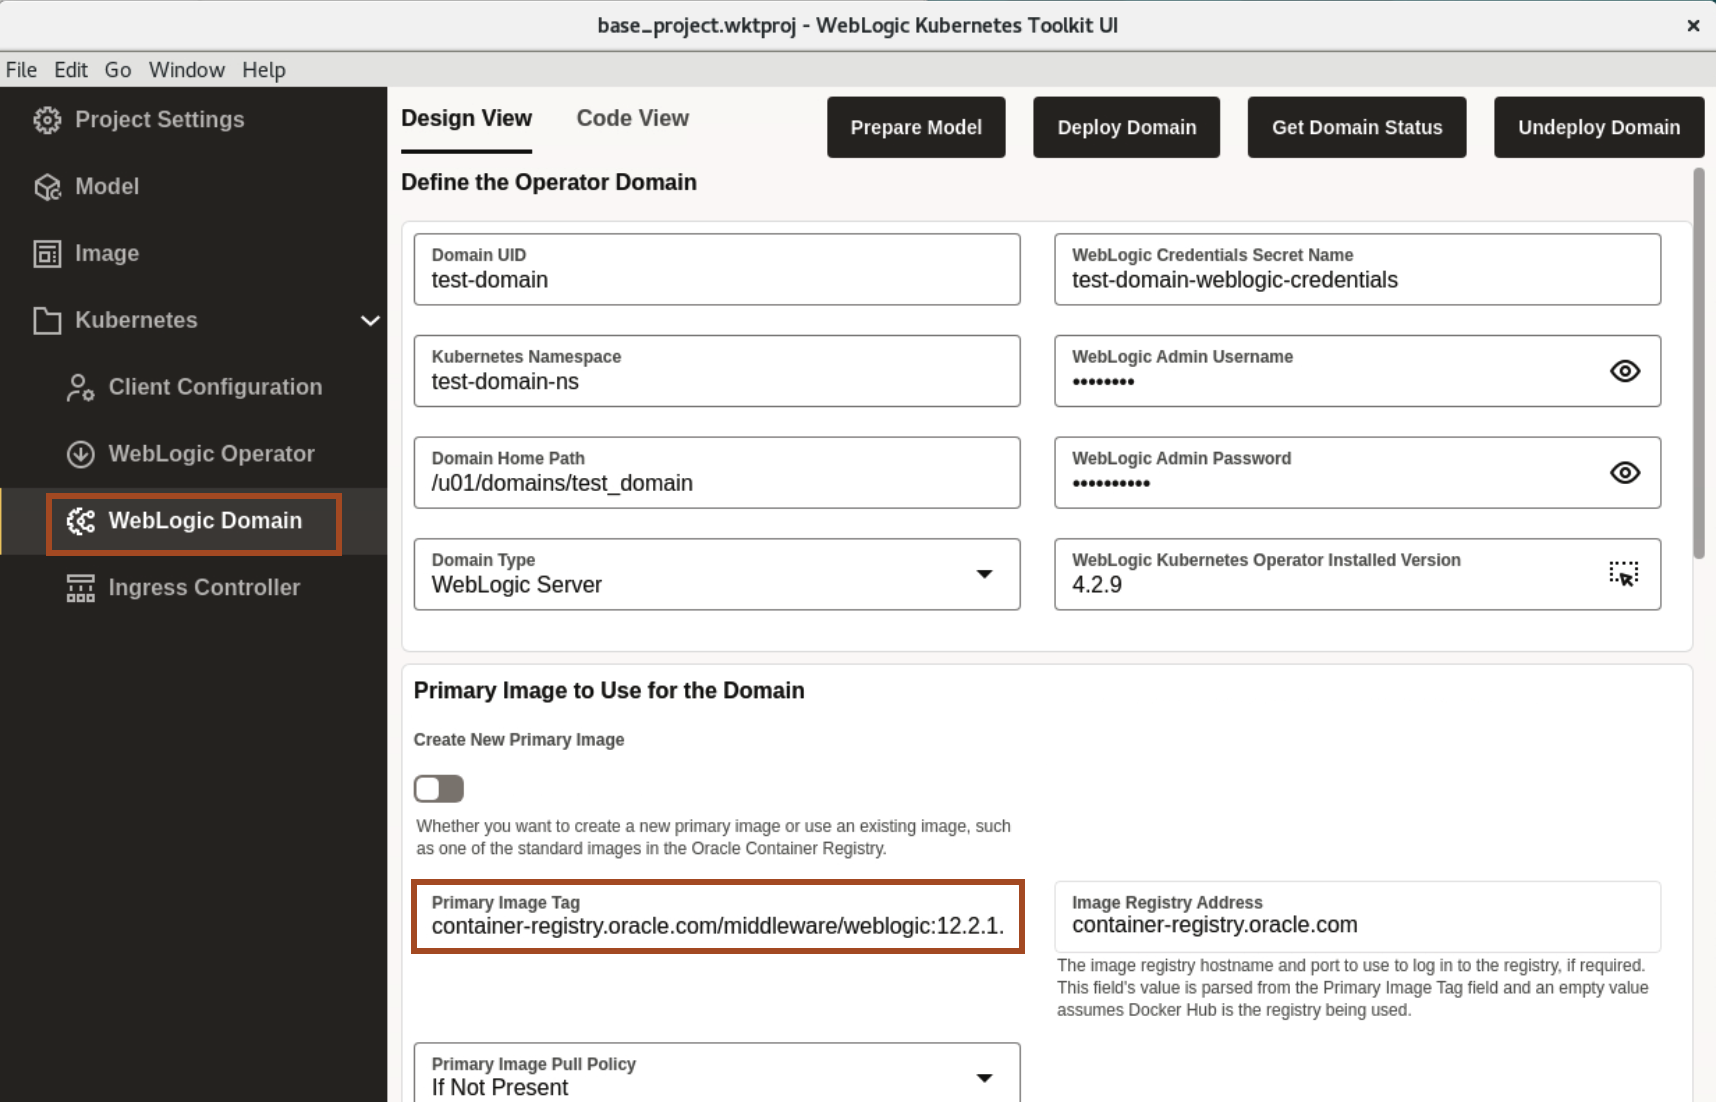 base_project.wktproj - WebLogic Kubernetes Toolkit UI
File Edit Go Window Help
Project Settings
Model
Image
Kubernetes
Client Configuration
WebLogic Operator
WebLogic Domain
Ingress Controller
Design View
Code View
Prepare Model
Deploy Domain
Get Domain Status
Undeploy Domain
Define the Operator Domain
Domain UID
test-domain
WebLogic Credentials Secret Name
test-domain-weblogic-credentials
Kubernetes Namespace
test-domain-ns
WebLogic Admin Username
••••••••
Domain Home Path
/u01/domains/test_domain
WebLogic Admin Password
••••••••••
Domain Type
WebLogic Server
WebLogic Kubernetes Operator Installed Version
4.2.9
Primary Image to Use for the Domain
Create New Primary Image
Whether you want to create a new primary image or use an existing image, such
as one of the standard images in the Oracle Container Registry.
Primary Image Tag
container-registry.oracle.com/middleware/weblogic:12.2.1.
Image Registry Address
container-registry.oracle.com
The image registry hostname and port to use to log in to the registry, if required.
This field's value is parsed from the Primary Image Tag field and an empty value
assumes Docker Hub is the registry being used.
Primary Image Pull Policy
If Not Present